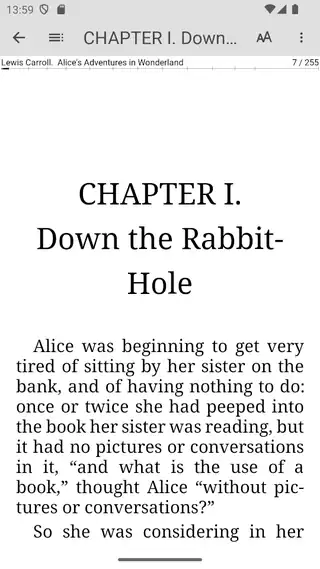 13:59
CHAPTER I. Down…
AA
Lewis Carroll.  Alice's Adventures in Wonderland 7 / 255
CHAPTER I.
Down the Rabbit-
Hole
Alice was beginning to get very
tired of sitting by her sister on the
bank, and of having nothing to do:
once or twice she had peeped into
the book her sister was reading, but
it had no pictures or conversations
in it, “and what is the use of a
book,” thought Alice “without pic-
tures or conversations?”
So she was considering in her